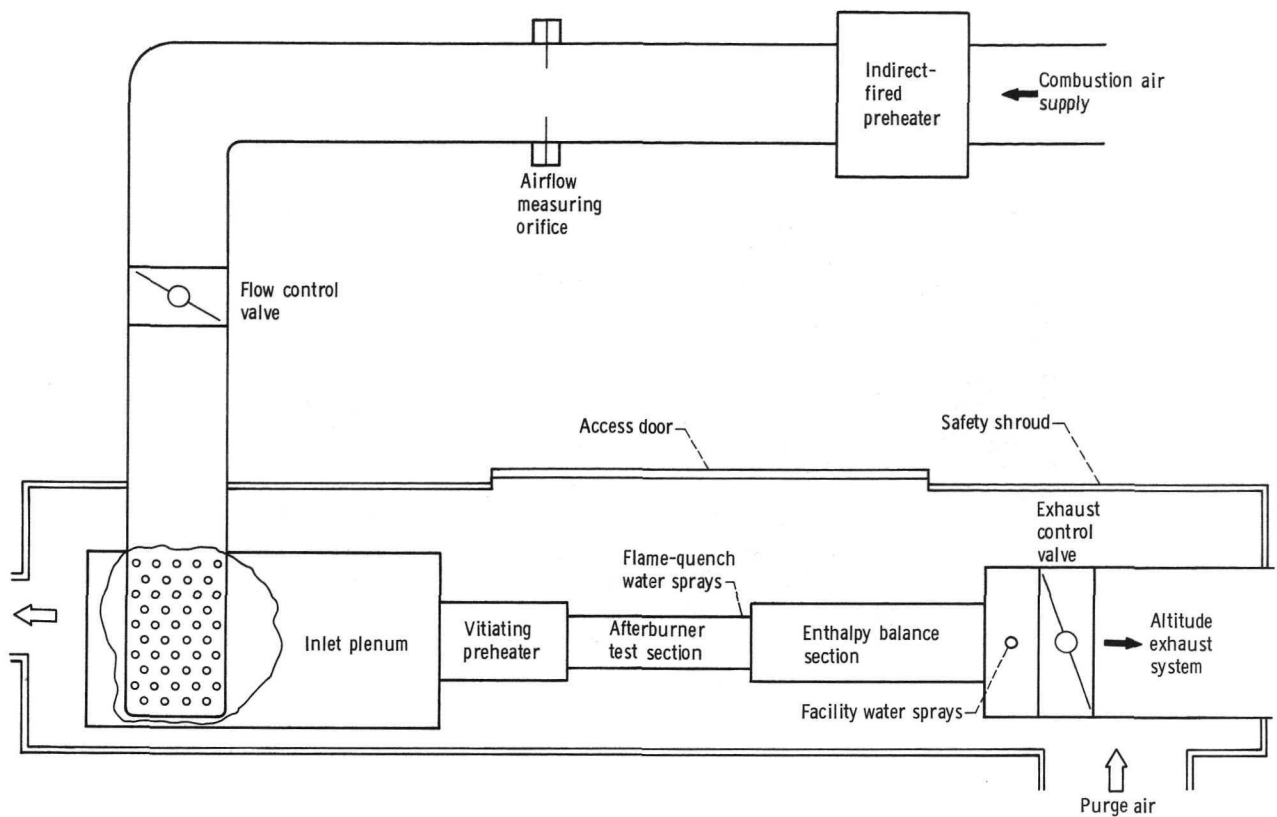 Indirect-
fired
preheater
Combustion air
supply
Airflow
measuring
orifice
Flow control
valve
Access door
Safety shroud
Exhaust
control
valve
Flame-quench
water sprays
Inlet plenum
Vitiating
preheater
Afterburner
test section
Enthalpy balance
section
Altitude
exhaust
system
Facility water sprays
Purge air